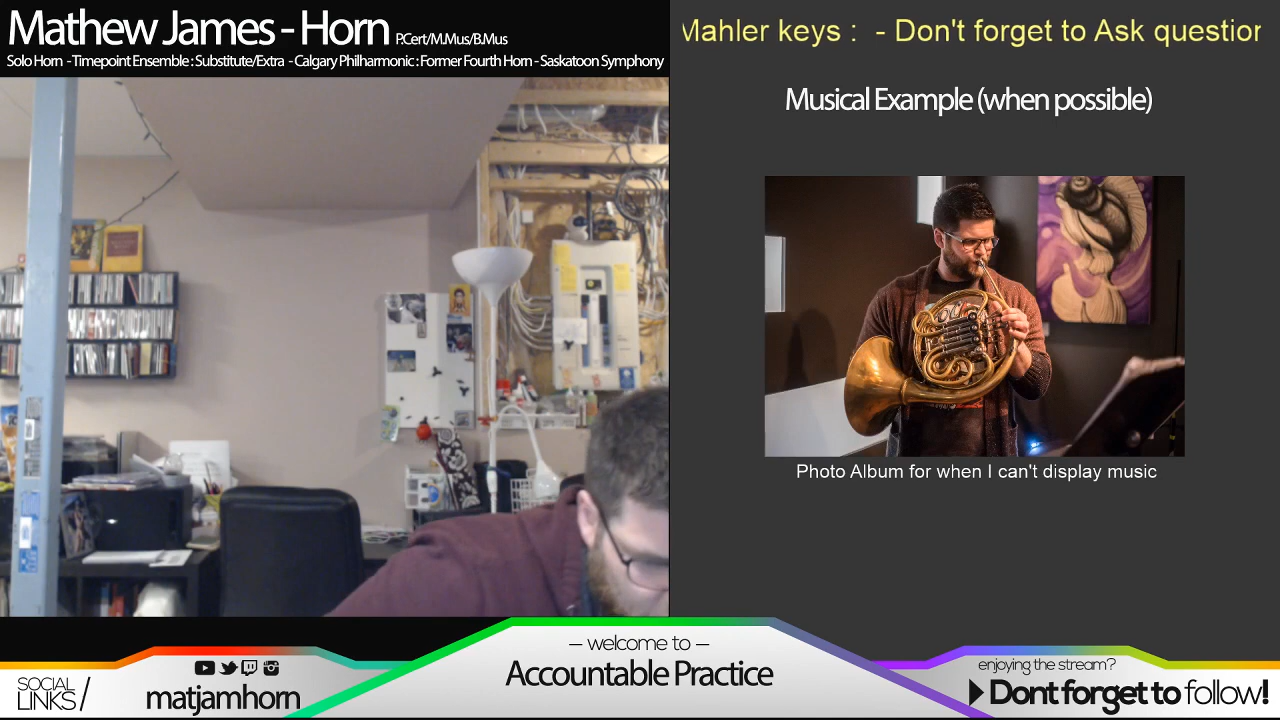 Mathew James - Horn P.Cert/M.Mus/B.Mus
Solo Horn - Timepoint Ensemble : Substitute/Extra - Calgary Philharmonic : Former Fourth Horn - Saskatoon Symphony
Mahler keys : - Don't forget to Ask question
Musical Example (when possible)
Photo Album for when I can't display music
SOCIAL
LINKS /
matjamhorn
– welcome to –
Accountable Practice
enjoying the stream?
Dont forget to follow!